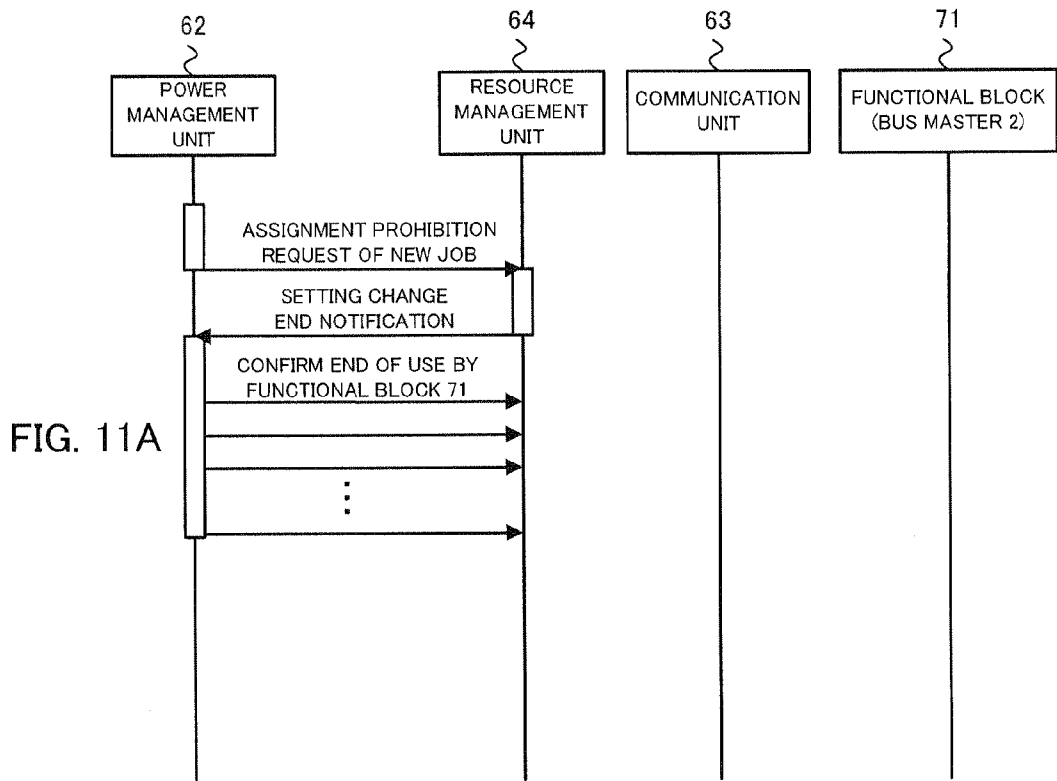 62
64
63
71
POWER
MANAGEMENT
UNIT
RESOURCE
MANAGEMENT
UNIT
COMMUNICATION
UNIT
FUNCTIONAL BLOCK
(BUS MASTER 2)
ASSIGNMENT PROHIBITION
REQUEST OF NEW JOB
SETTING CHANGE
END NOTIFICATION
CONFIRM END OF USE BY
FUNCTIONAL BLOCK 71
FIG. 11A